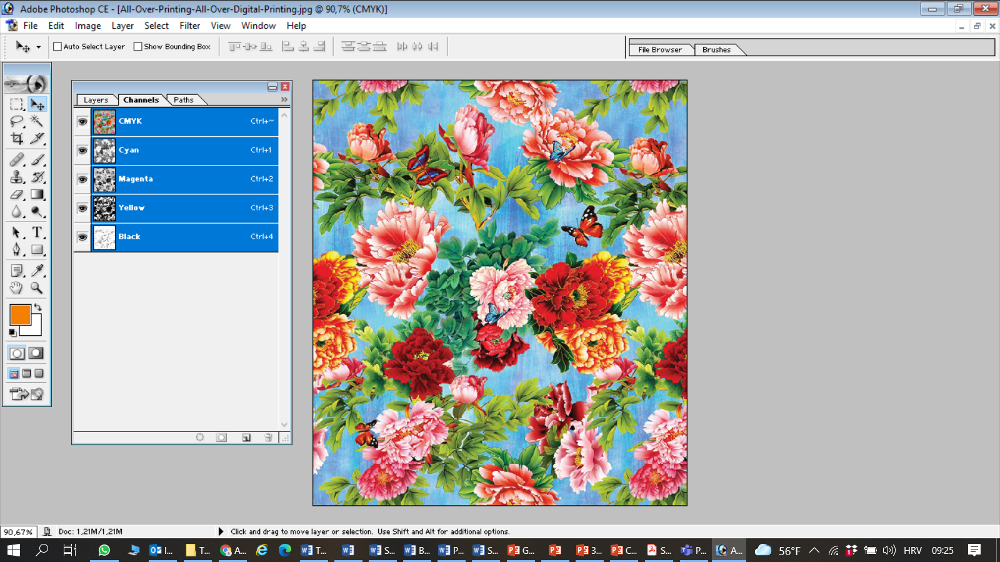 Adobe Photoshop CE - [All-Over-Printing-All-Over-Digital-Printing.jpg @ 90,7% (CMYK)]
File Edit Image Layer Select Filter View Window Help
Auto Select Layer Show Bounding Box
File Browser Brushes
Layers Channels Paths
CMYK Ctrl+~
Cyan Ctrl+1
Magenta Ctrl+2
Yellow Ctrl+3
Black Ctrl+4
T
90,67% Doc: 1,21M/1,21M Click and drag to move layer or selection. Use Shift and Alt for additional options.
I... T... A... T... S... B... P... S... G... 3... C... S... P... A... 56°F HRV 09:25